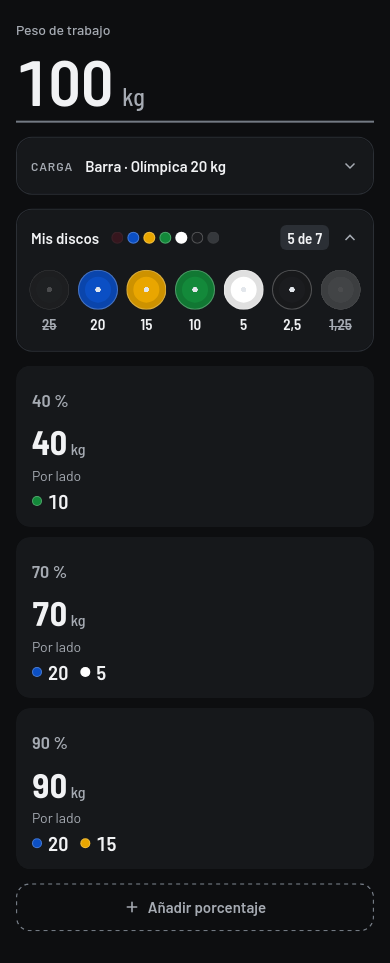 Peso de trabajo
100 kg
CARGA Barra · Olímpica 20 kg
Mis discos 5 de 7
25 20 15 10 5 2,5 1,25
40 %
40 kg
Por lado
10
70 %
70 kg
Por lado
20 5
90 %
90 kg
Por lado
20 15
+ Añadir porcentaje